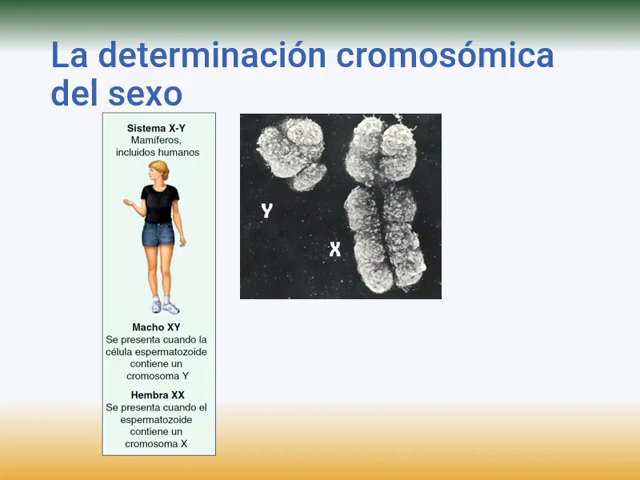 La determinación cromosómica
del sexo
Sistema X-Y
Mamíferos,
incluidos humanos
Macho XY
Se presenta cuando la
célula espermatozoide
contiene un
cromosoma Y
Hembra XX
Se presenta cuando el
espermatozoide
contiene un
cromosoma X
Y
X